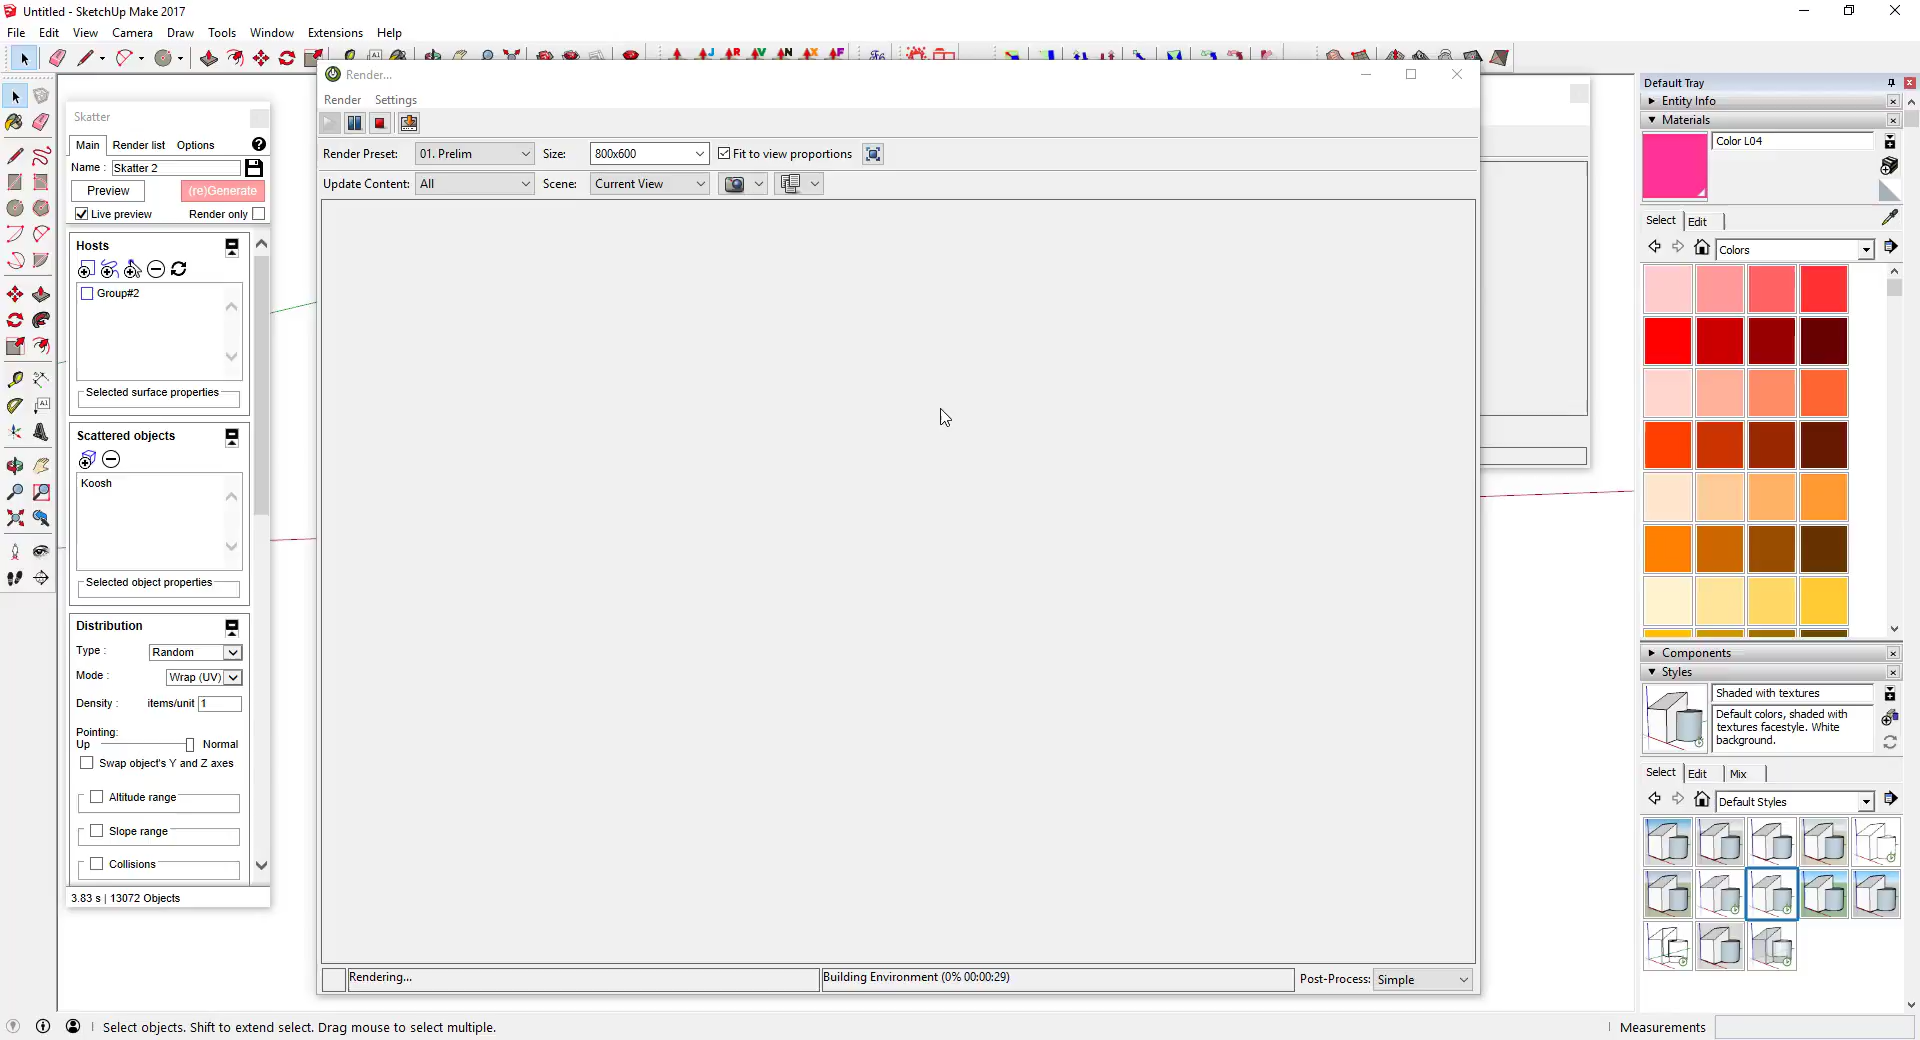 Untitled - SketchUp Make 2017
File Edit View Camera Draw Tools Window Extensions Help
Render...
Render Settings
Render Preset: 01. Prelim Size: 800x600 Fit to view proportions
Update Content: All Scene: Current View
Rendering... Building Environment (0% 00:00:29) Post-Process: Simple
Skatter
Main Render list Options
Name : Skatter 2
Preview (re)Generate
Live preview Render only
Hosts
Group#2
Selected surface properties
Scattered objects
Koosh
Selected object properties
Distribution
Type : Random
Mode : Wrap (UV)
Density : items/unit 1
Pointing:
Up Normal
Swap object's Y and Z axes
Altitude range
Slope range
Collisions
3.83 s | 13072 Objects
Default Tray
Entity Info
Materials
Color L04
Select Edit
Colors
Components
Styles
Shaded with textures
Default colors, shaded with
textures facestyle. White
background.
Select Edit Mix
Default Styles
Select objects. Shift to extend select. Drag mouse to select multiple.
Measurements